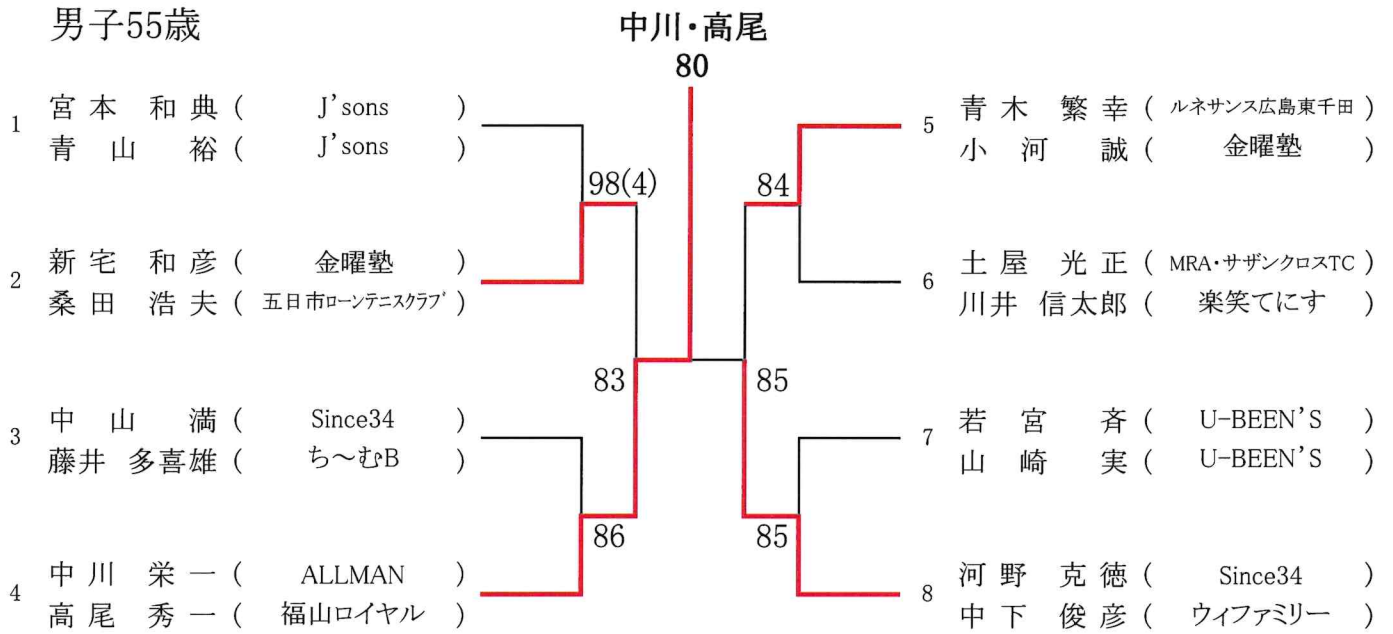 男子55歳
中川・高尾
80
1
宮本 和典 ( J'sons )
青山 裕 ( J'sons )
98(4)
2
新宅 和彦 ( 金曜塾 )
桑田 浩夫 ( 五日市ローンテニスクラブ )
83
3
中山 満 ( Since34 )
藤井 多喜雄 ( ち～むB )
86
4
中川 栄一 ( ALLMAN )
高尾 秀一 ( 福山ロイヤル )
5
青木 繁幸 ( ルネサンス広島東千田 )
小河 誠 ( 金曜塾 )
84
6
土屋 光正 ( MRA・サザンクロスTC )
川井 信太郎 ( 楽笑てにす )
85
7
若宮 斉 ( U-BEEN'S )
山崎 実 ( U-BEEN'S )
85
8
河野 克徳 ( Since34 )
中下 俊彦 ( ウィファミリー )